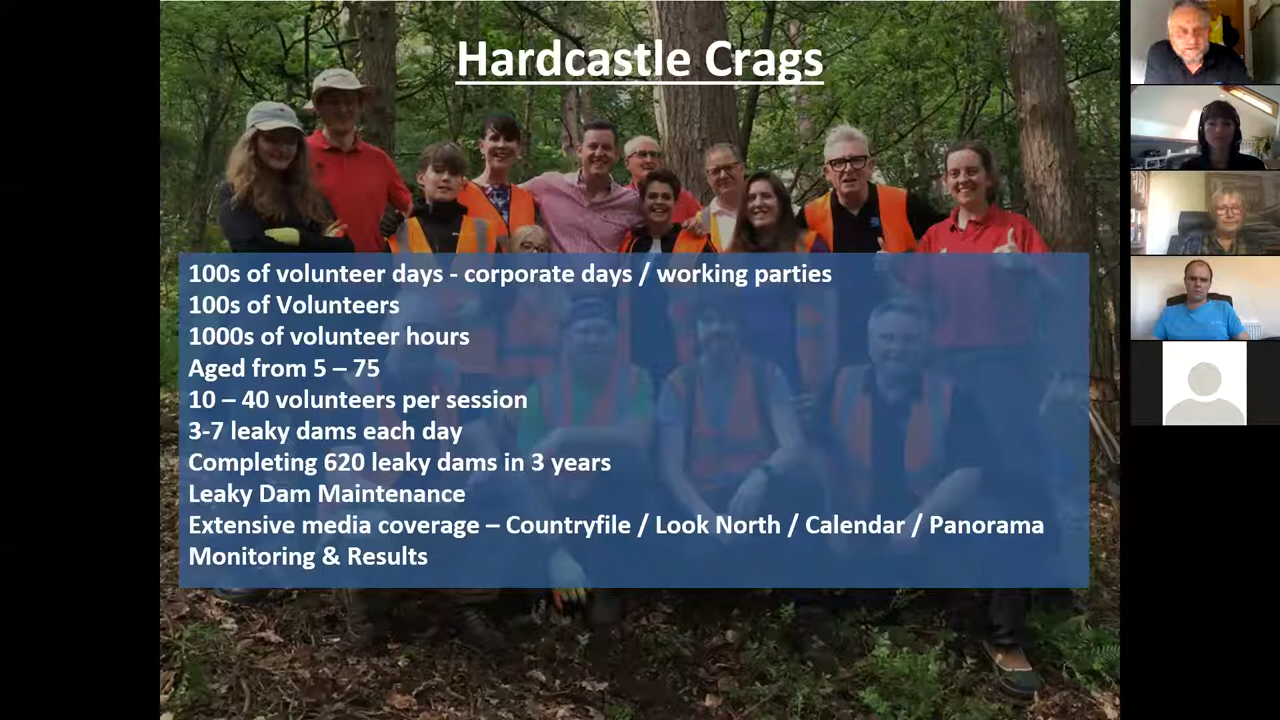 Hardcastle Crags
100s of volunteer days - corporate days / working parties
100s of Volunteers
1000s of volunteer hours
Aged from 5 – 75
10 – 40 volunteers per session
3-7 leaky dams each day
Completing 620 leaky dams in 3 years
Leaky Dam Maintenance
Extensive media coverage – Countryfile / Look North / Calendar / Panorama
Monitoring & Results